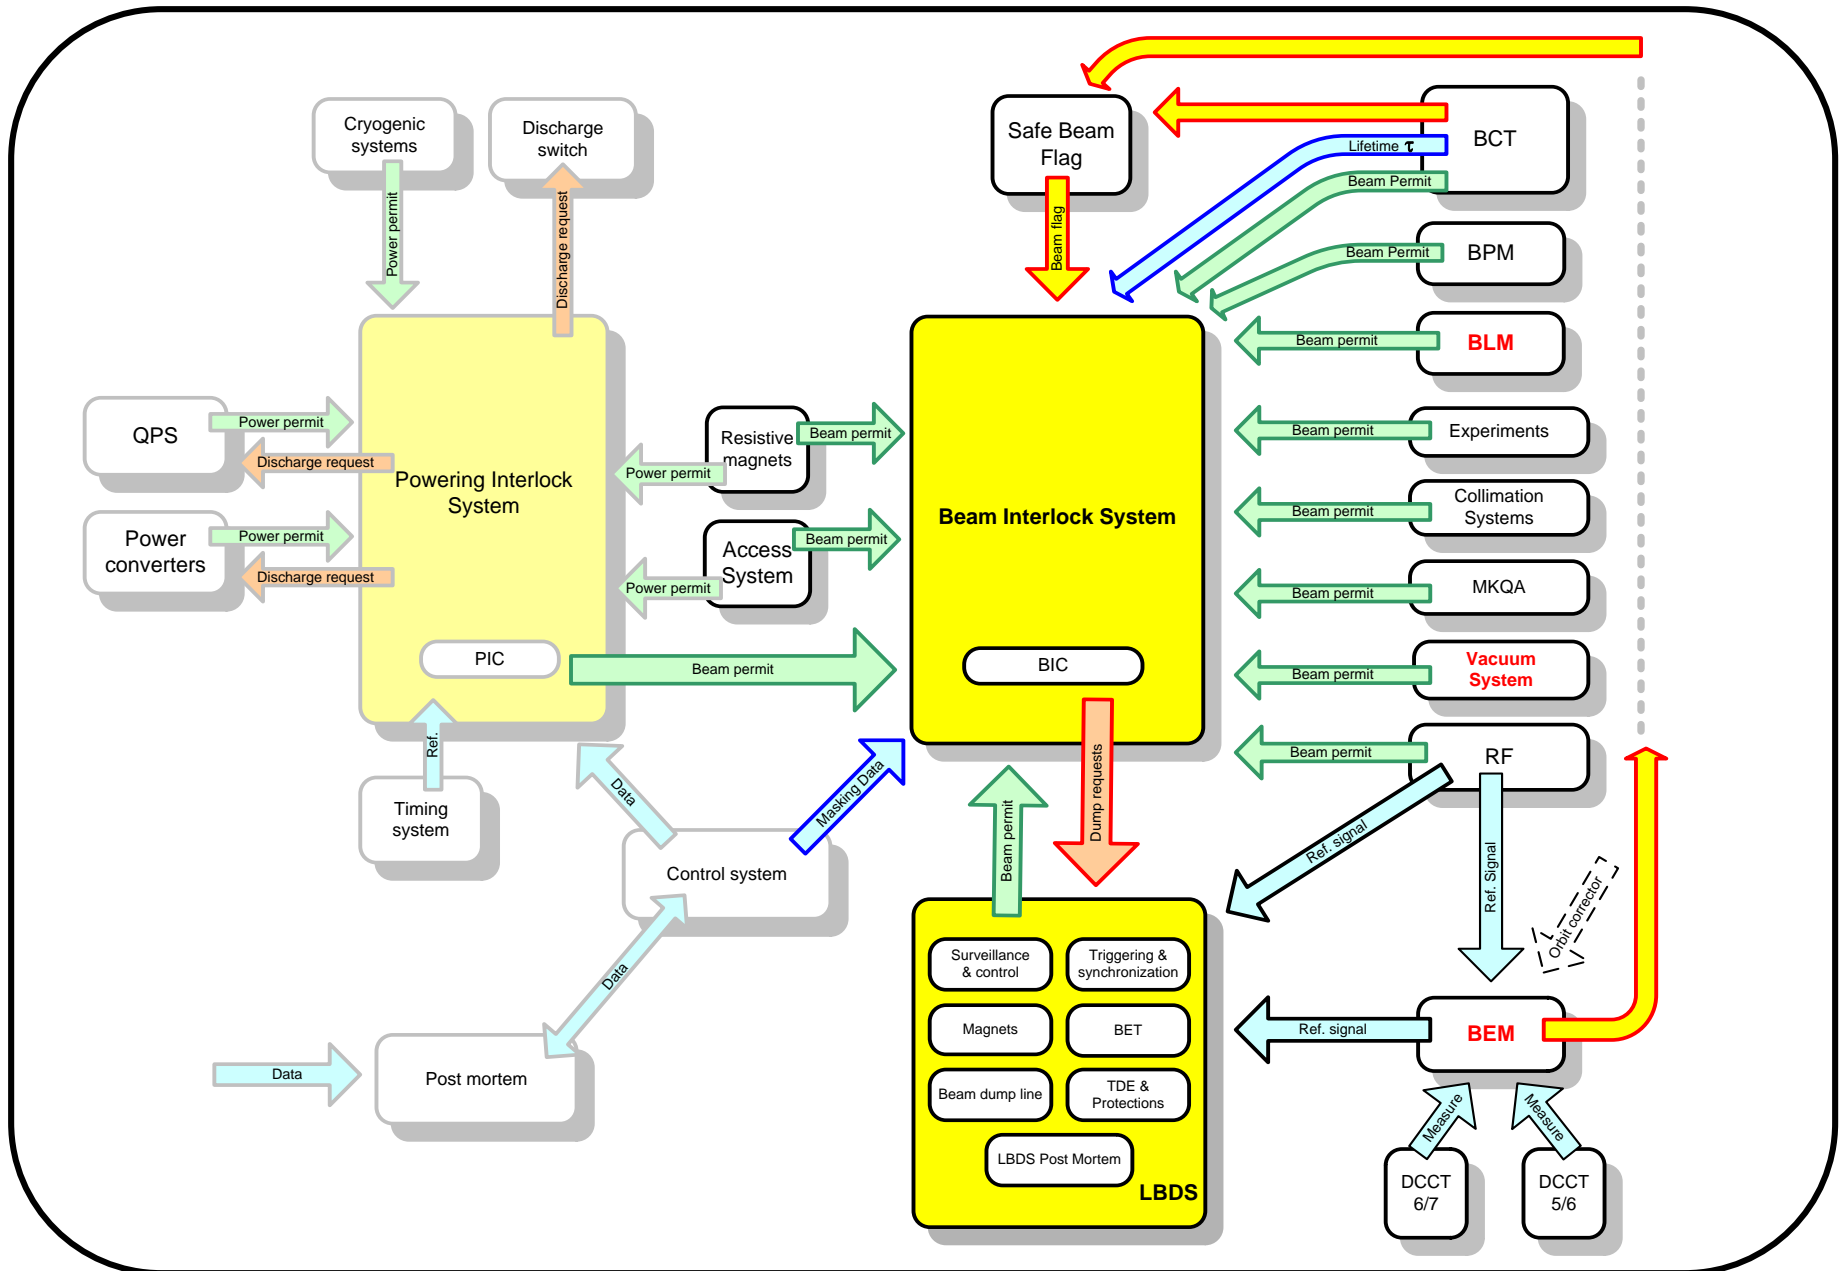 Cryogenic
systems
Discharge
switch
Safe Beam
Flag
BCT
Lifetime τ
Beam Permit
Power permit
Discharge request
Beam flag
BPM
Beam Permit
BLM
Beam permit
QPS
Power permit
Discharge request
Powering Interlock
System
Resistive
magnets
Beam permit
Power permit
Beam Interlock System
Experiments
Beam permit
Collimation
Systems
Beam permit
Power
converters
Power permit
Discharge request
Access
System
Beam permit
Power permit
MKQA
Beam permit
PIC
Beam permit
BIC
Vacuum
System
Beam permit
Ref.
RF
Beam permit
Timing
system
Data
Masking Data
Control system
Beam permit
Dump requests
Ref. signal
Ref. Signal
Orbit corrector
Data
Surveillance
& control
Triggering &
synchronization
Magnets
BET
Ref. signal
BEM
Data
Post mortem
Beam dump line
TDE &
Protections
Measure
Measure
LBDS Post Mortem
LBDS
DCCT
6/7
DCCT
5/6